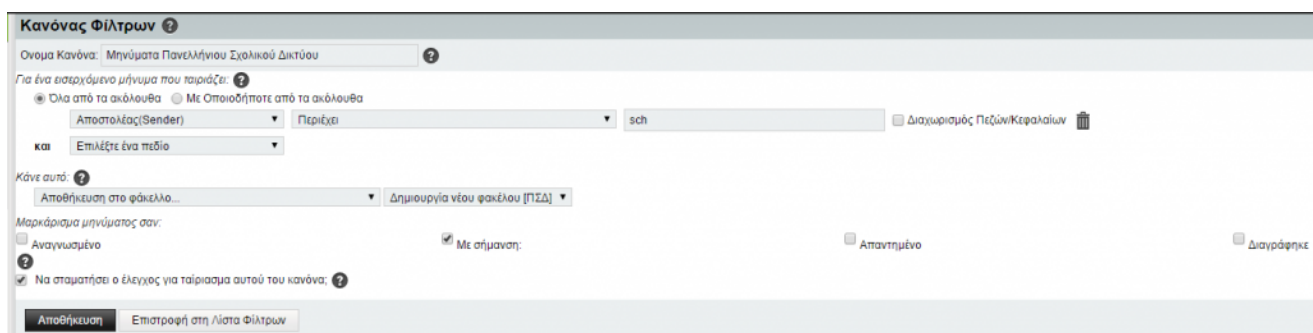 Κανόνας Φίλτρων ?
Ονομα Κανόνα: Μηνύματα Πανελλήνιου Σχολικού Δικτύου ?
Για ένα εισερχόμενο μήνυμα που ταιριάζει: ?
Όλα από τα ακόλουθα Με Οποιοδήποτε από τα ακόλουθα
Αποστολέας(Sender) Περιέχει sch Διαχωρισμός Πεζών/Κεφαλαίων
και Επιλέξτε ένα πεδίο
Κάνε αυτό: ?
Αποθήκευση στο φάκελλο... Δημιουργία νέου φακέλου [ΠΣΔ]
Μαρκάρισμα μηνύματος σαν:
Αναγνωσμένο Με σήμανση: Απαντημένο Διαγράφηκε
?
Να σταματήσει ο έλεγχος για ταίριασμα αυτού του κανόνα; ?
Αποθήκευση Επιστροφή στη Λίστα Φίλτρων